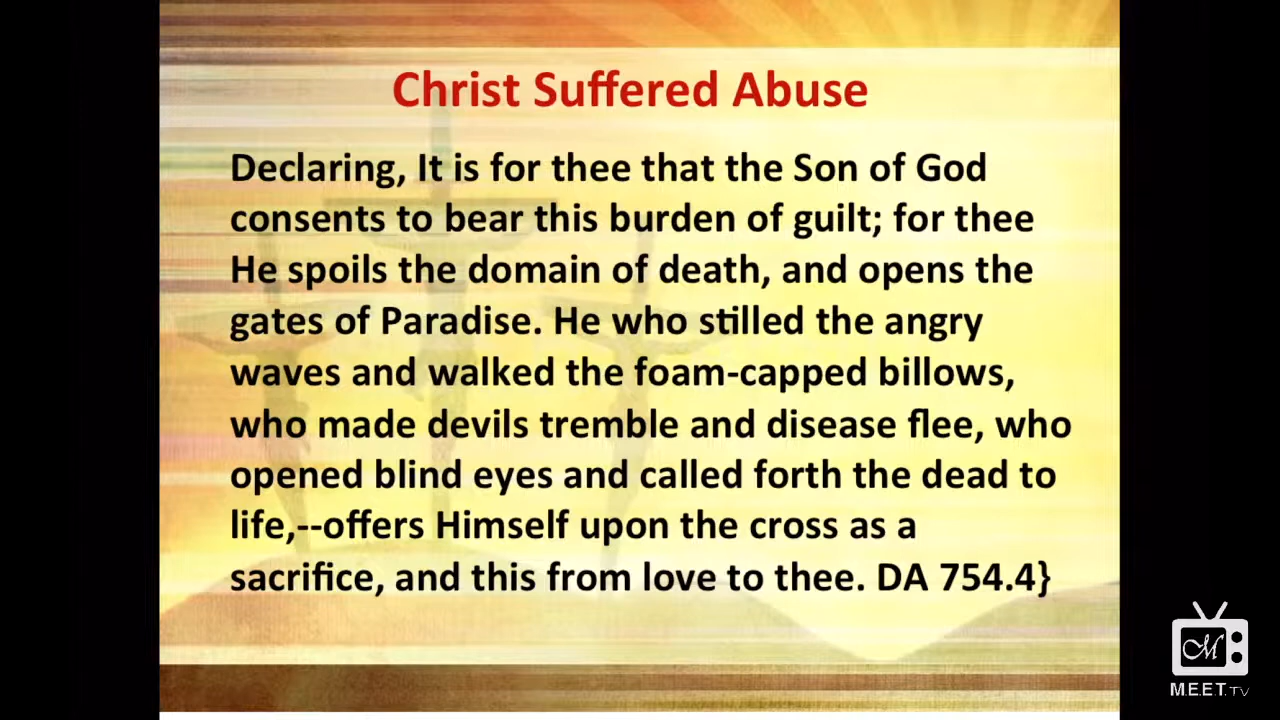 Christ Suffered Abuse
Declaring, It is for thee that the Son of God
consents to bear this burden of guilt; for thee
He spoils the domain of death, and opens the
gates of Paradise. He who stilled the angry
waves and walked the foam-capped billows,
who made devils tremble and disease flee, who
opened blind eyes and called forth the dead to
life,--offers Himself upon the cross as a
sacrifice, and this from love to thee. DA 754.4}
M
M.E.E.T.TV